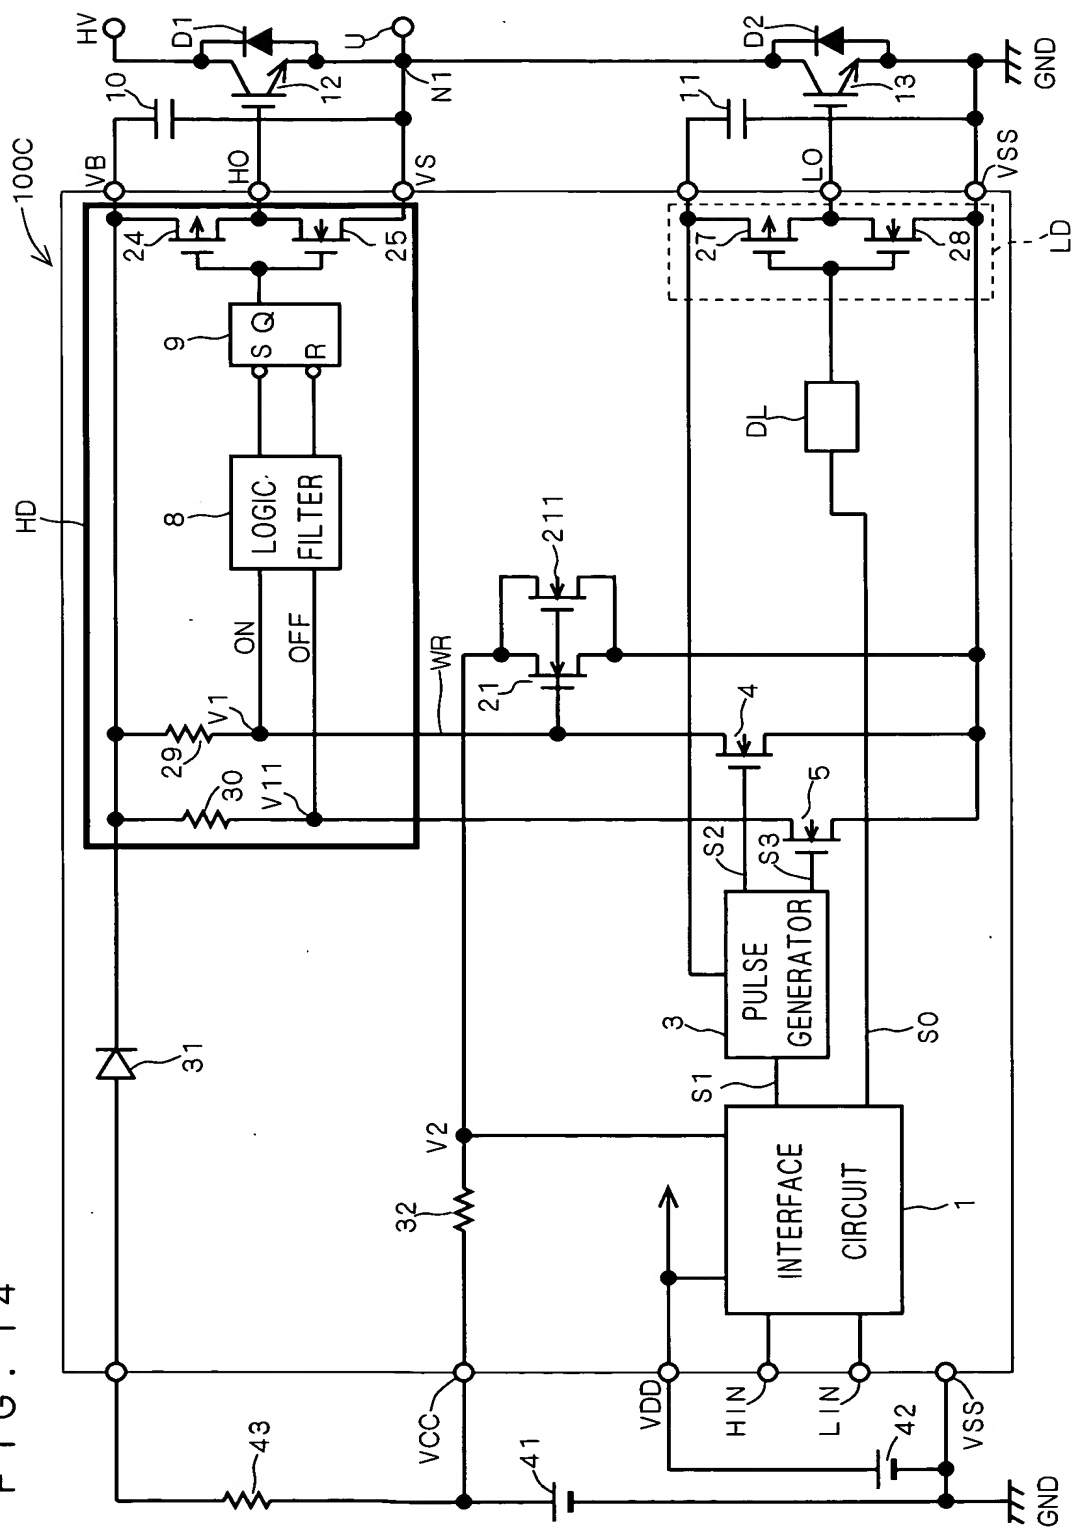 FIG. 14
100C
HV
D1
10
12
U
N1
VB
HO
VS
HD
24
25
9
S Q
R
8
LOGIC
FILTER
ON
OFF
V1
29
30
V11
WR
31
43
D2
11
13
GND
LO
VSS
27
28
LD
DL
211
21
4
5
S2
S3
3
PULSE
GENERATOR
S1
S0
V2
32
INTERFACE
CIRCUIT
1
VCC
VDD
HIN
LIN
VSS
41
42
GND